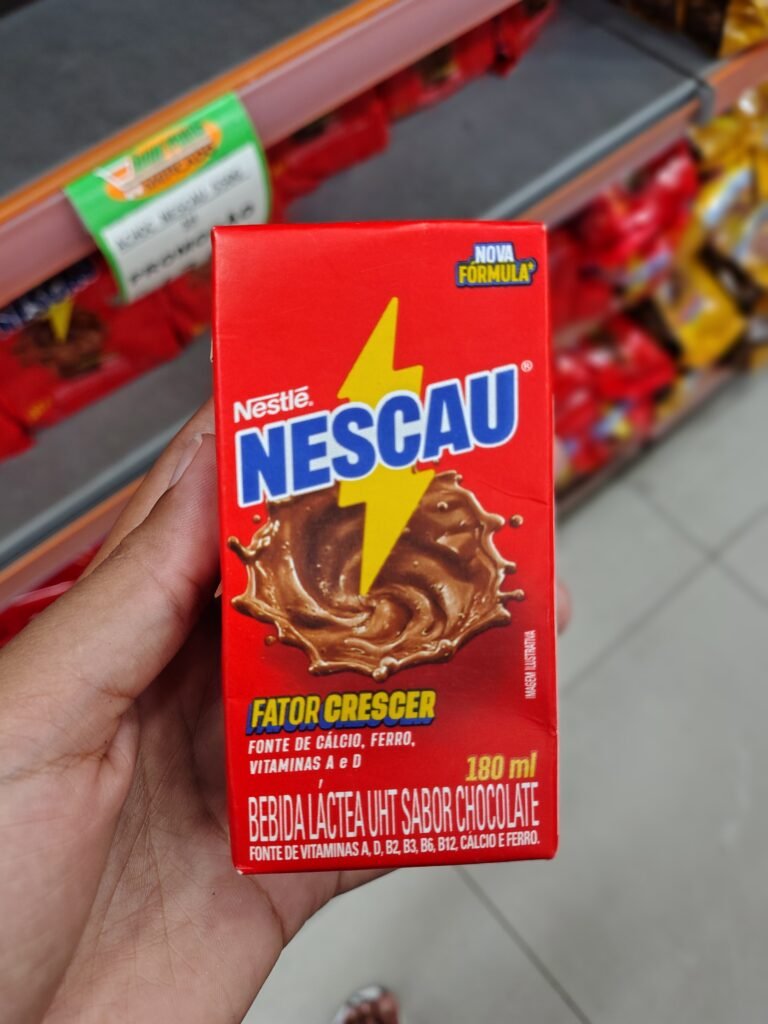 NOVA
FÓRMULA*
Nestlé®
NESCAU®
IMAGEM ILUSTRATIVA
FATOR CRESCER
FONTE DE CÁLCIO, FERRO,
VITAMINAS A e D
180 ml
BEBIDA LÁCTEA UHT SABOR CHOCOLATE
FONTE DE VITAMINAS A, D, B2, B3, B6, B12, CÁLCIO E FERRO.